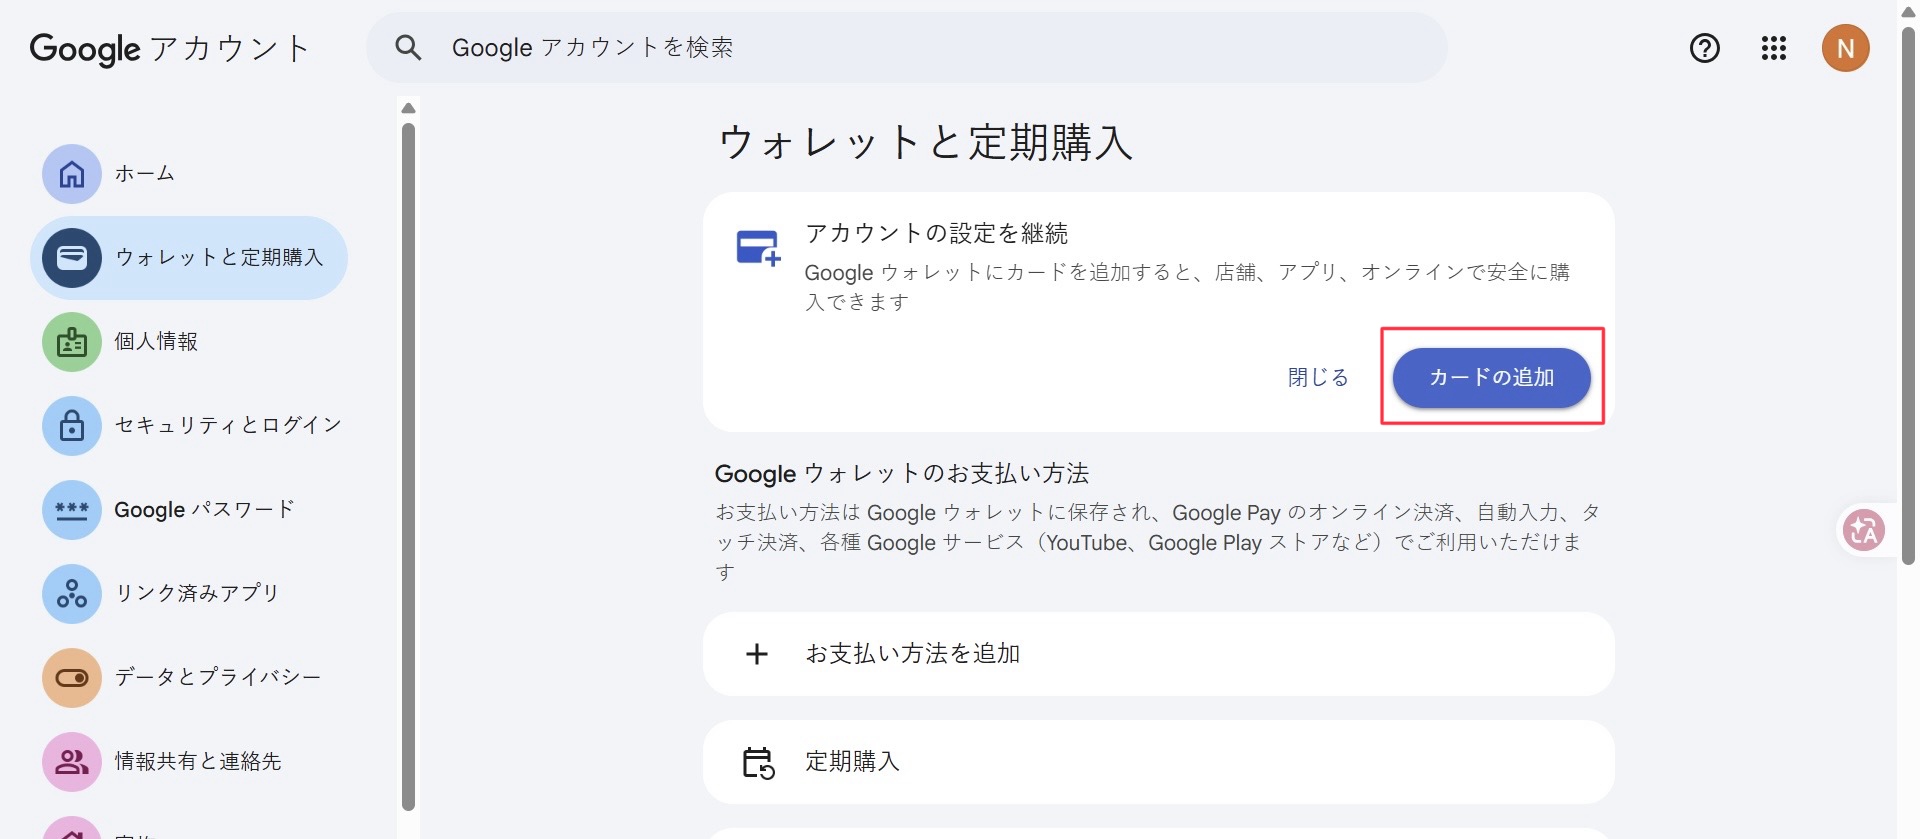 Google アカウント
Google アカウントを検索
N
ホーム
ウォレットと定期購入
個人情報
セキュリティとログイン
Google パスワード
リンク済みアプリ
データとプライバシー
情報共有と連絡先
ウォレットと定期購入
アカウントの設定を継続
Google ウォレットにカードを追加すると、店舗、アプリ、オンラインで安全に購
入できます
閉じる
カードの追加
Google ウォレットのお支払い方法
お支払い方法は Google ウォレットに保存され、Google Pay のオンライン決済、自動入力、タ
ッチ決済、各種 Google サービス（YouTube、Google Play ストアなど）でご利用いただけま
す
お支払い方法を追加
定期購入